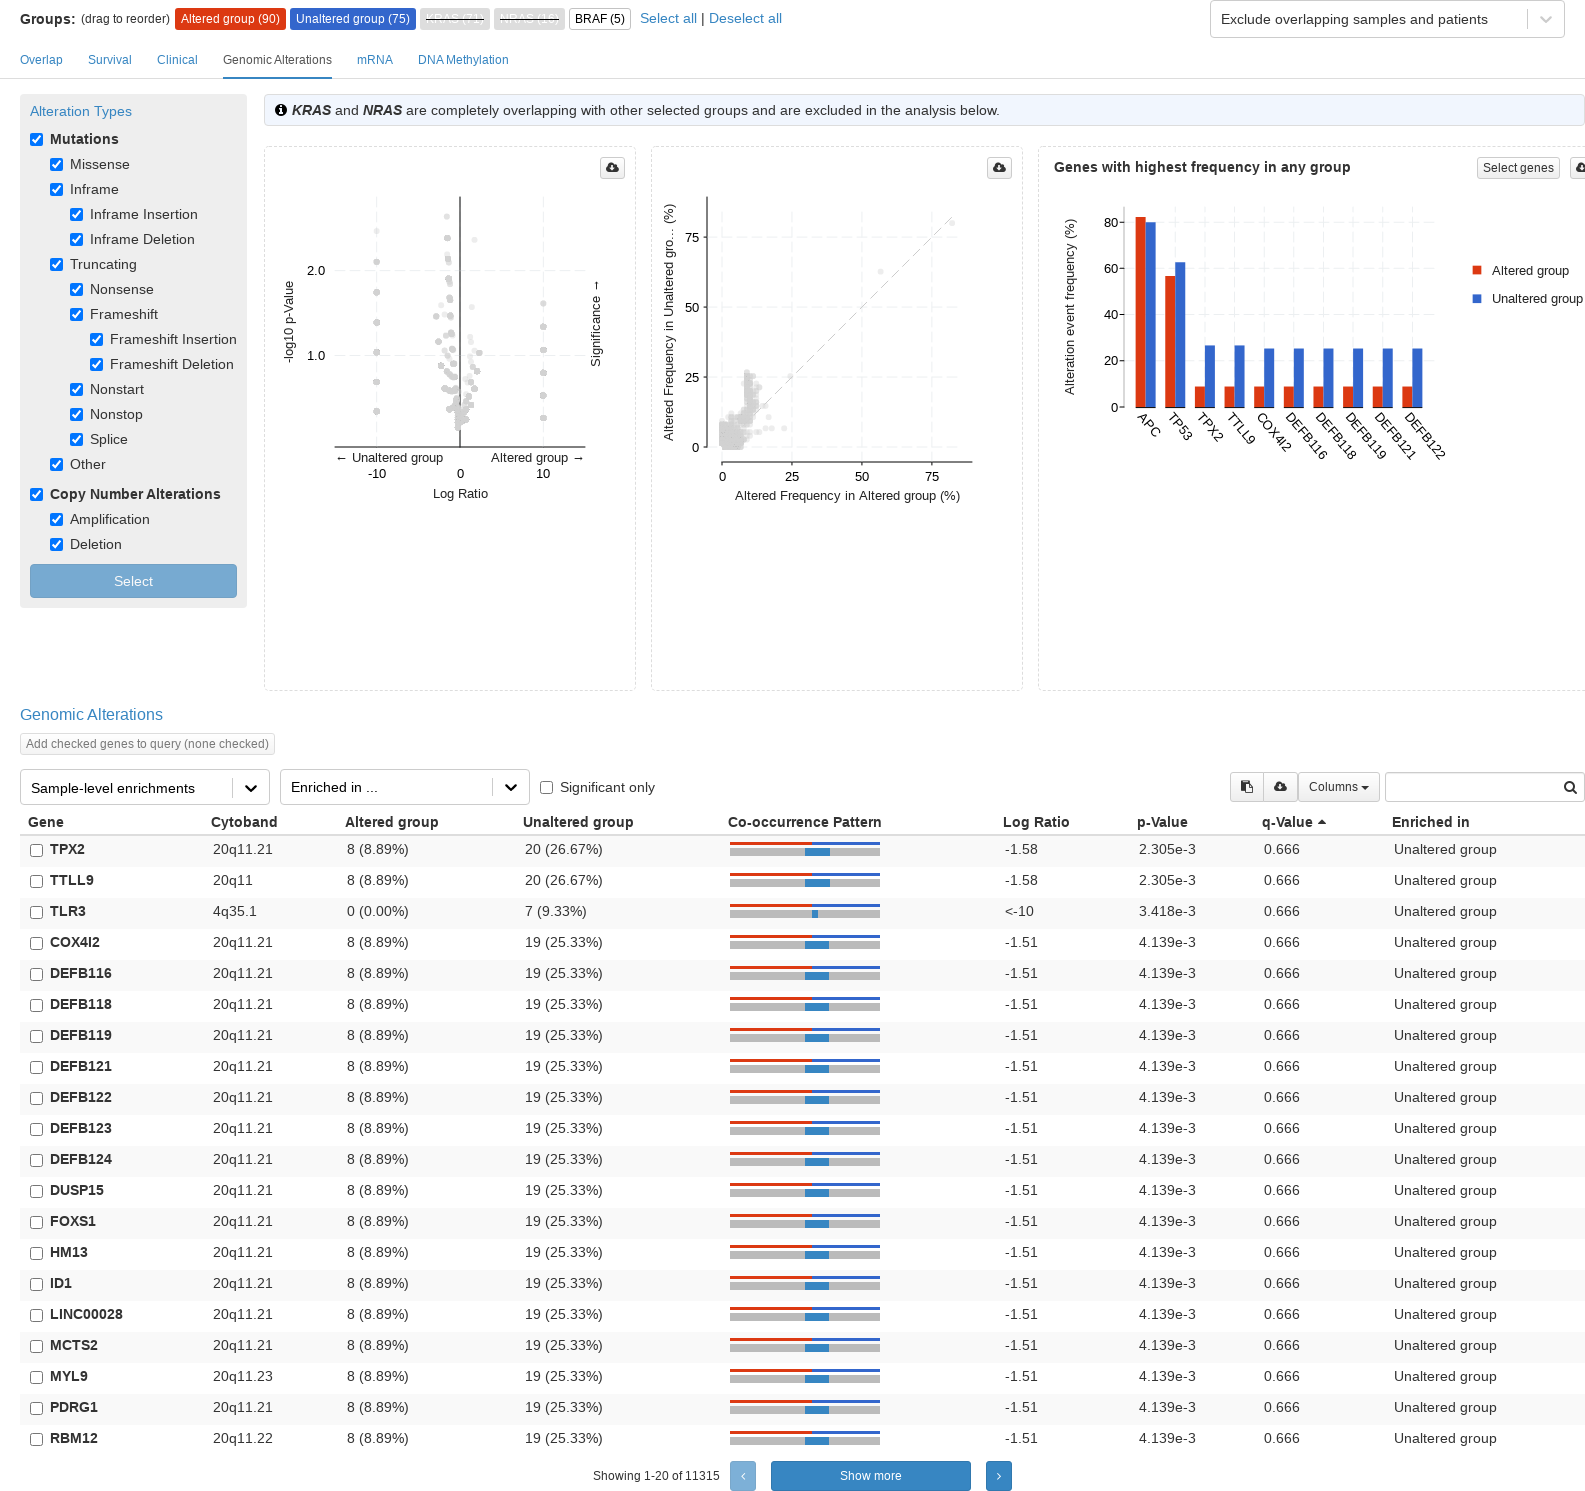 Groups: (drag to reorder) Altered group (90) Unaltered group (75) KRAS (71) NRAS (19) BRAF (5) Select all | Deselect all
Exclude overlapping samples and patients
Overlap Survival Clinical Genomic Alterations mRNA DNA Methylation
Alteration Types
Mutations
Missense
Inframe
Inframe Insertion
Inframe Deletion
Truncating
Nonsense
Frameshift
Frameshift Insertion
Frameshift Deletion
Nonstart
Nonstop
Splice
Other
Copy Number Alterations
Amplification
Deletion
Select
KRAS and NRAS are completely overlapping with other selected groups and are excluded in the analysis below.
-log10 p-Value
2.0
1.0
Significance →
← Unaltered group Altered group →
-10 0 10
Log Ratio
Altered Frequency in Unaltered gro... (%)
75
50
25
0
0 25 50 75
Altered Frequency in Altered group (%)
Genes with highest frequency in any group
Select genes
Alteration event frequency (%)
80
60
40
20
0
APC TP53 TPX2 TTLL9 COX4I2 DEFB116 DEFB118 DEFB119 DEFB121 DEFB122
Altered group
Unaltered group
Genomic Alterations
Add checked genes to query (none checked)
Sample-level enrichments Enriched in ... Significant only Columns
Gene Cytoband Altered group Unaltered group Co-occurrence Pattern Log Ratio p-Value q-Value Enriched in
TPX2 20q11.21 8 (8.89%) 20 (26.67%) -1.58 2.305e-3 0.666 Unaltered group
TTLL9 20q11 8 (8.89%) 20 (26.67%) -1.58 2.305e-3 0.666 Unaltered group
TLR3 4q35.1 0 (0.00%) 7 (9.33%) <-10 3.418e-3 0.666 Unaltered group
COX4I2 20q11.21 8 (8.89%) 19 (25.33%) -1.51 4.139e-3 0.666 Unaltered group
DEFB116 20q11.21 8 (8.89%) 19 (25.33%) -1.51 4.139e-3 0.666 Unaltered group
DEFB118 20q11.21 8 (8.89%) 19 (25.33%) -1.51 4.139e-3 0.666 Unaltered group
DEFB119 20q11.21 8 (8.89%) 19 (25.33%) -1.51 4.139e-3 0.666 Unaltered group
DEFB121 20q11.21 8 (8.89%) 19 (25.33%) -1.51 4.139e-3 0.666 Unaltered group
DEFB122 20q11.21 8 (8.89%) 19 (25.33%) -1.51 4.139e-3 0.666 Unaltered group
DEFB123 20q11.21 8 (8.89%) 19 (25.33%) -1.51 4.139e-3 0.666 Unaltered group
DEFB124 20q11.21 8 (8.89%) 19 (25.33%) -1.51 4.139e-3 0.666 Unaltered group
DUSP15 20q11.21 8 (8.89%) 19 (25.33%) -1.51 4.139e-3 0.666 Unaltered group
FOXS1 20q11.21 8 (8.89%) 19 (25.33%) -1.51 4.139e-3 0.666 Unaltered group
HM13 20q11.21 8 (8.89%) 19 (25.33%) -1.51 4.139e-3 0.666 Unaltered group
ID1 20q11.21 8 (8.89%) 19 (25.33%) -1.51 4.139e-3 0.666 Unaltered group
LINC00028 20q11.21 8 (8.89%) 19 (25.33%) -1.51 4.139e-3 0.666 Unaltered group
MCTS2 20q11.21 8 (8.89%) 19 (25.33%) -1.51 4.139e-3 0.666 Unaltered group
MYL9 20q11.23 8 (8.89%) 19 (25.33%) -1.51 4.139e-3 0.666 Unaltered group
PDRG1 20q11.21 8 (8.89%) 19 (25.33%) -1.51 4.139e-3 0.666 Unaltered group
RBM12 20q11.22 8 (8.89%) 19 (25.33%) -1.51 4.139e-3 0.666 Unaltered group
Showing 1-20 of 11315 Show more